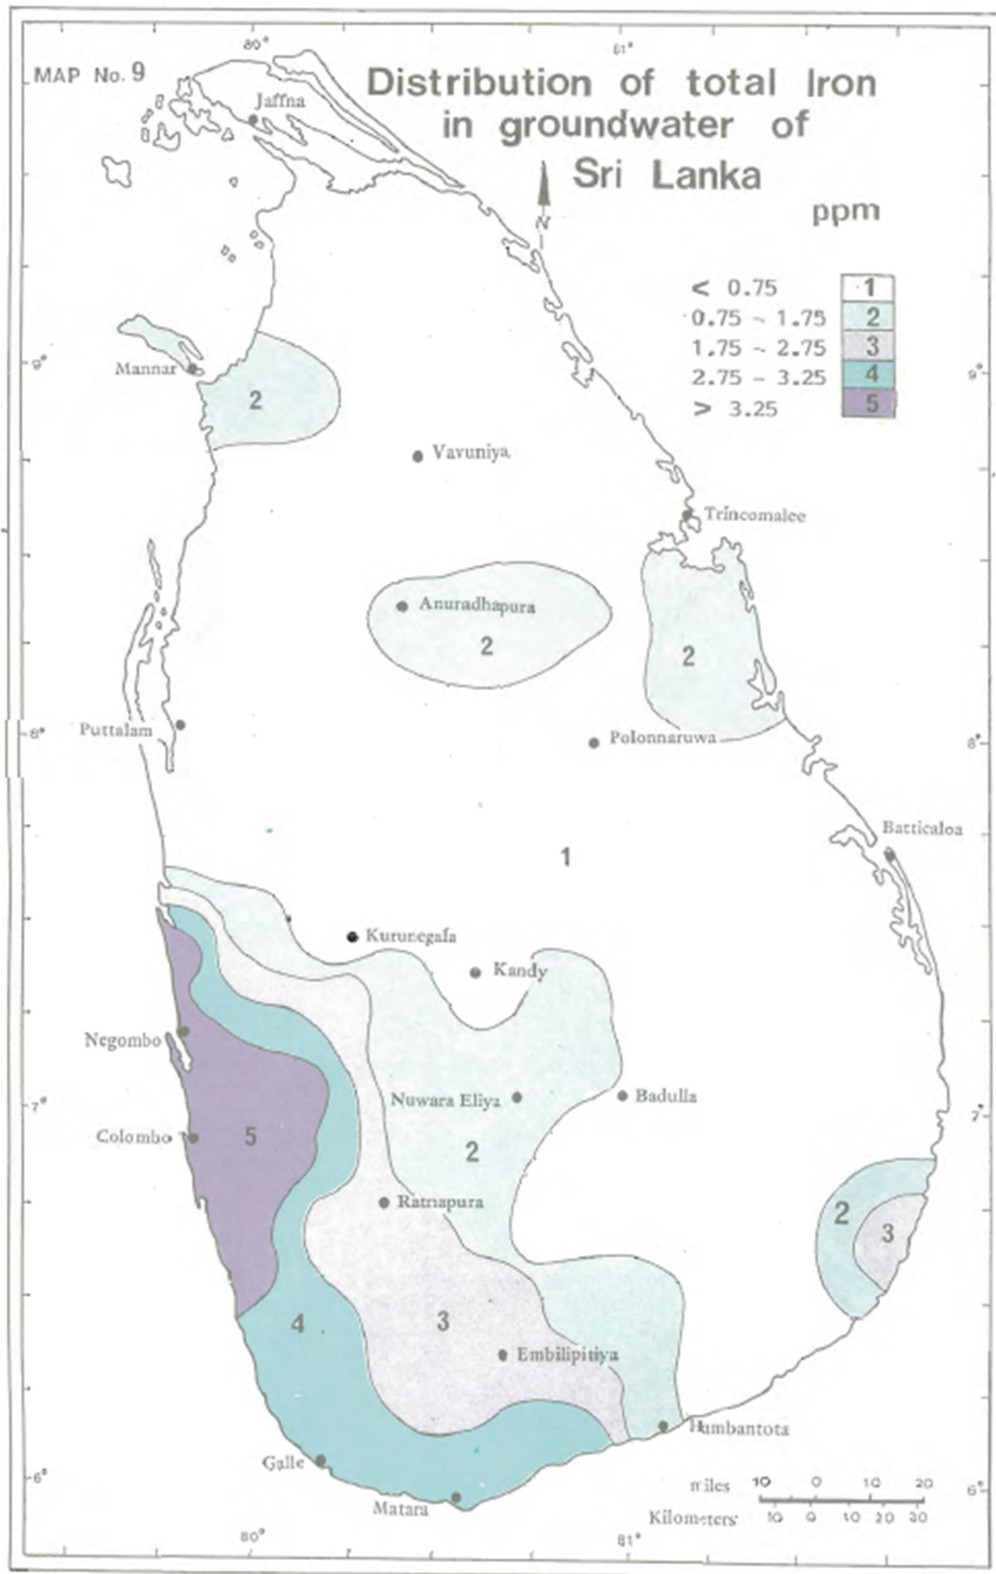 80°
81°
MAP No. 9
Distribution of total Iron
in groundwater of
Sri Lanka
N
ppm
< 0.75 1
0.75 - 1.75 2
1.75 - 2.75 3
2.75 - 3.25 4
> 3.25 5
Jaffna
9°
9°
Mannar
2
Vavuniya
Trincomalee
Anuradhapura
2
2
Puttalam
8°
8°
Polonnaruwa
Batticaloa
1
Kurunegala
Kandy
Negombo
Nuwara Eliya
Badulla
7°
7°
Colombo
5
2
Ratnapura
2
3
4
3
Embilipitiya
Hambantota
Galle
Matara
6°
6°
miles 10 0 10 20
Kilometers 10 0 10 20 30
80°
81°